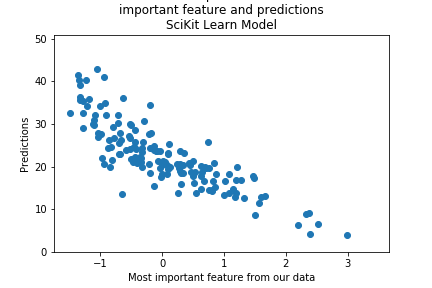 important feature and predictions
SciKit Learn Model
50
40
30
20
10
0
Predictions
−1
0
1
2
3
Most important feature from our data